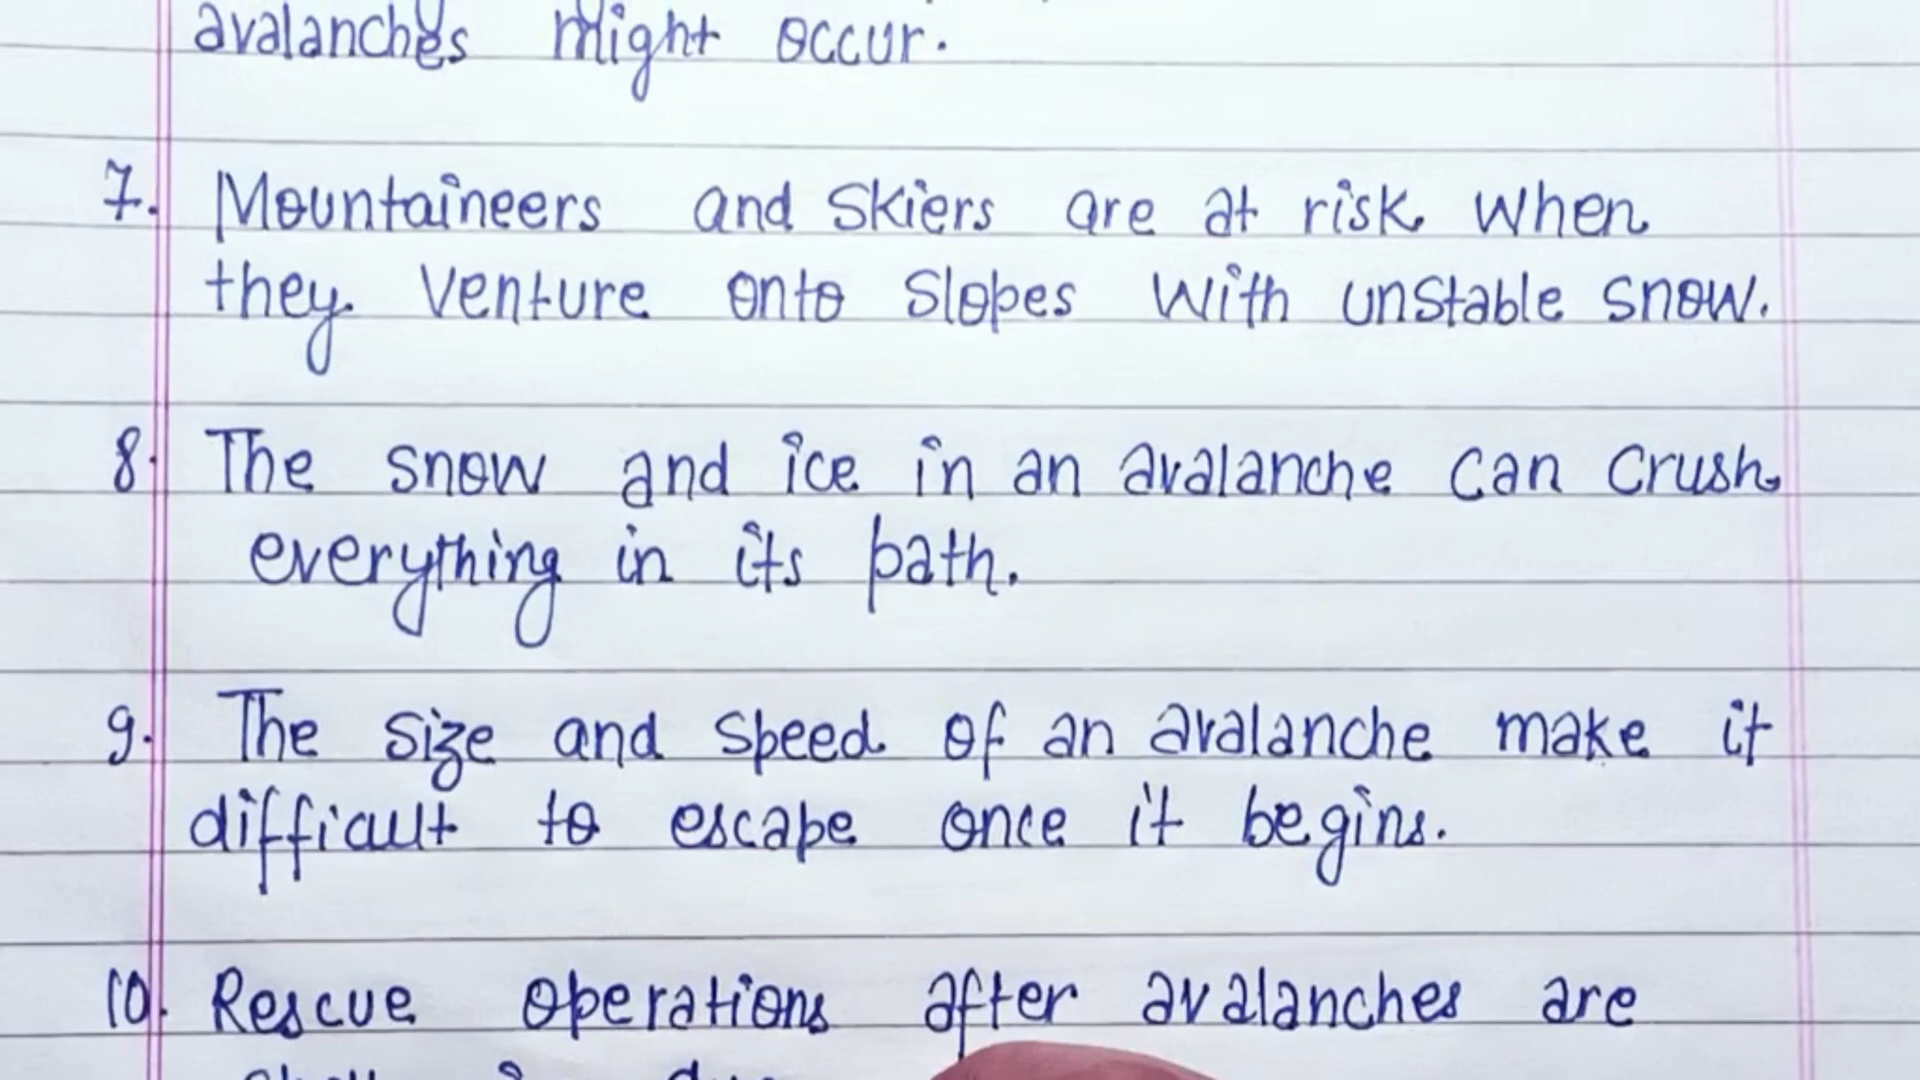 avalanches might occur.
7. Mountaineers and skiers are at risk when
they venture onto slopes with unstable snow.
8. The snow and ice in an avalanche can crush
everything in its path.
9. The size and speed of an avalanche make it
difficult to escape once it begins.
10. Rescue operations after avalanches are